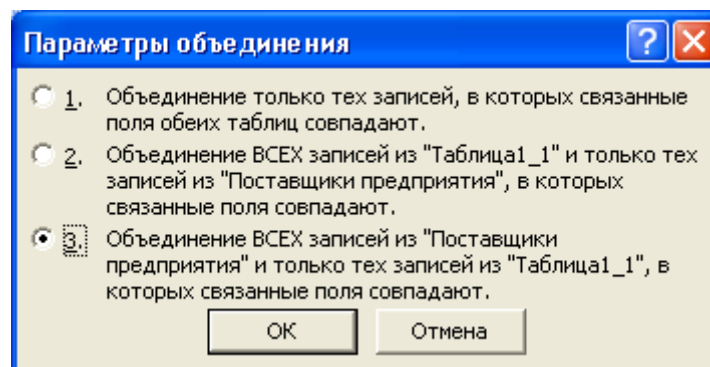 Параметры объединения
1. Объединение только тех записей, в которых связанные
поля обеих таблиц совпадают.
2. Объединение ВСЕХ записей из "Таблица1_1" и только тех
записей из "Поставщики предприятия", в которых
связанные поля совпадают.
3. Объединение ВСЕХ записей из "Поставщики
предприятия" и только тех записей из "Таблица1_1", в
которых связанные поля совпадают.
ОК Отмена